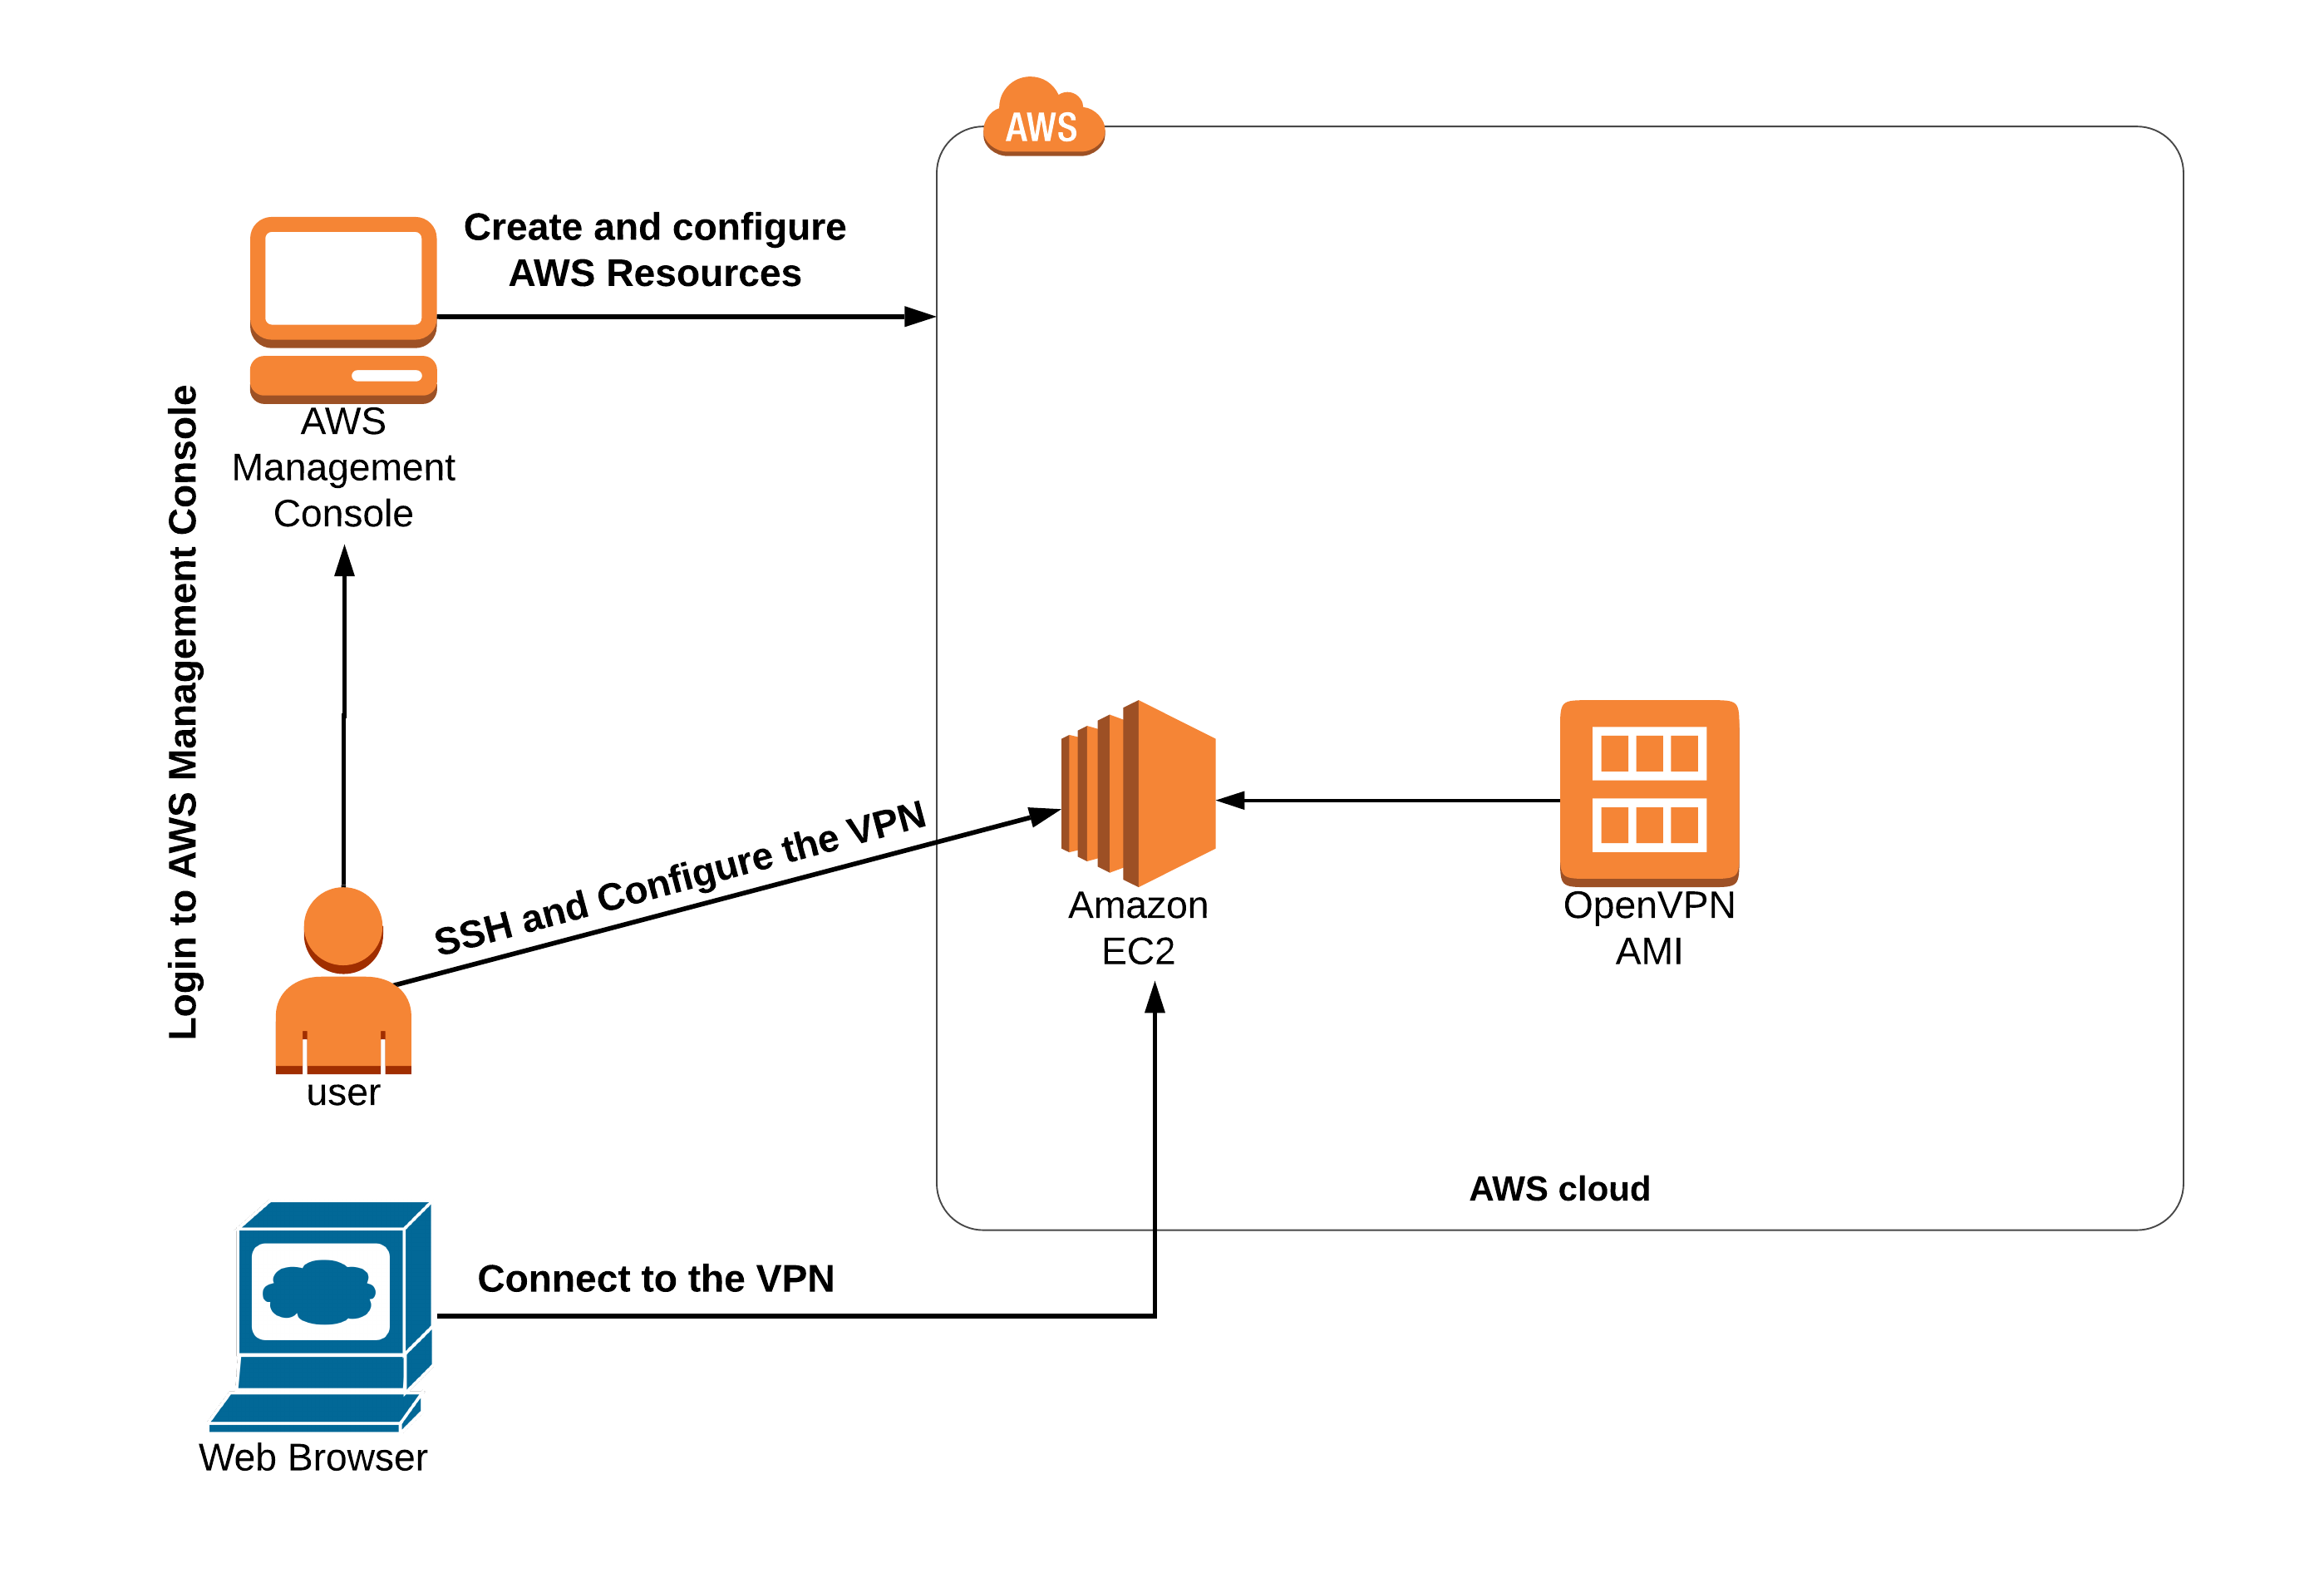 AWS
Create and configure
AWS Resources
AWS
Management
Console
Login to AWS Management Console
SSH and Configure the VPN
Amazon
EC2
OpenVPN
AMI
user
AWS cloud
Connect to the VPN
Web Browser